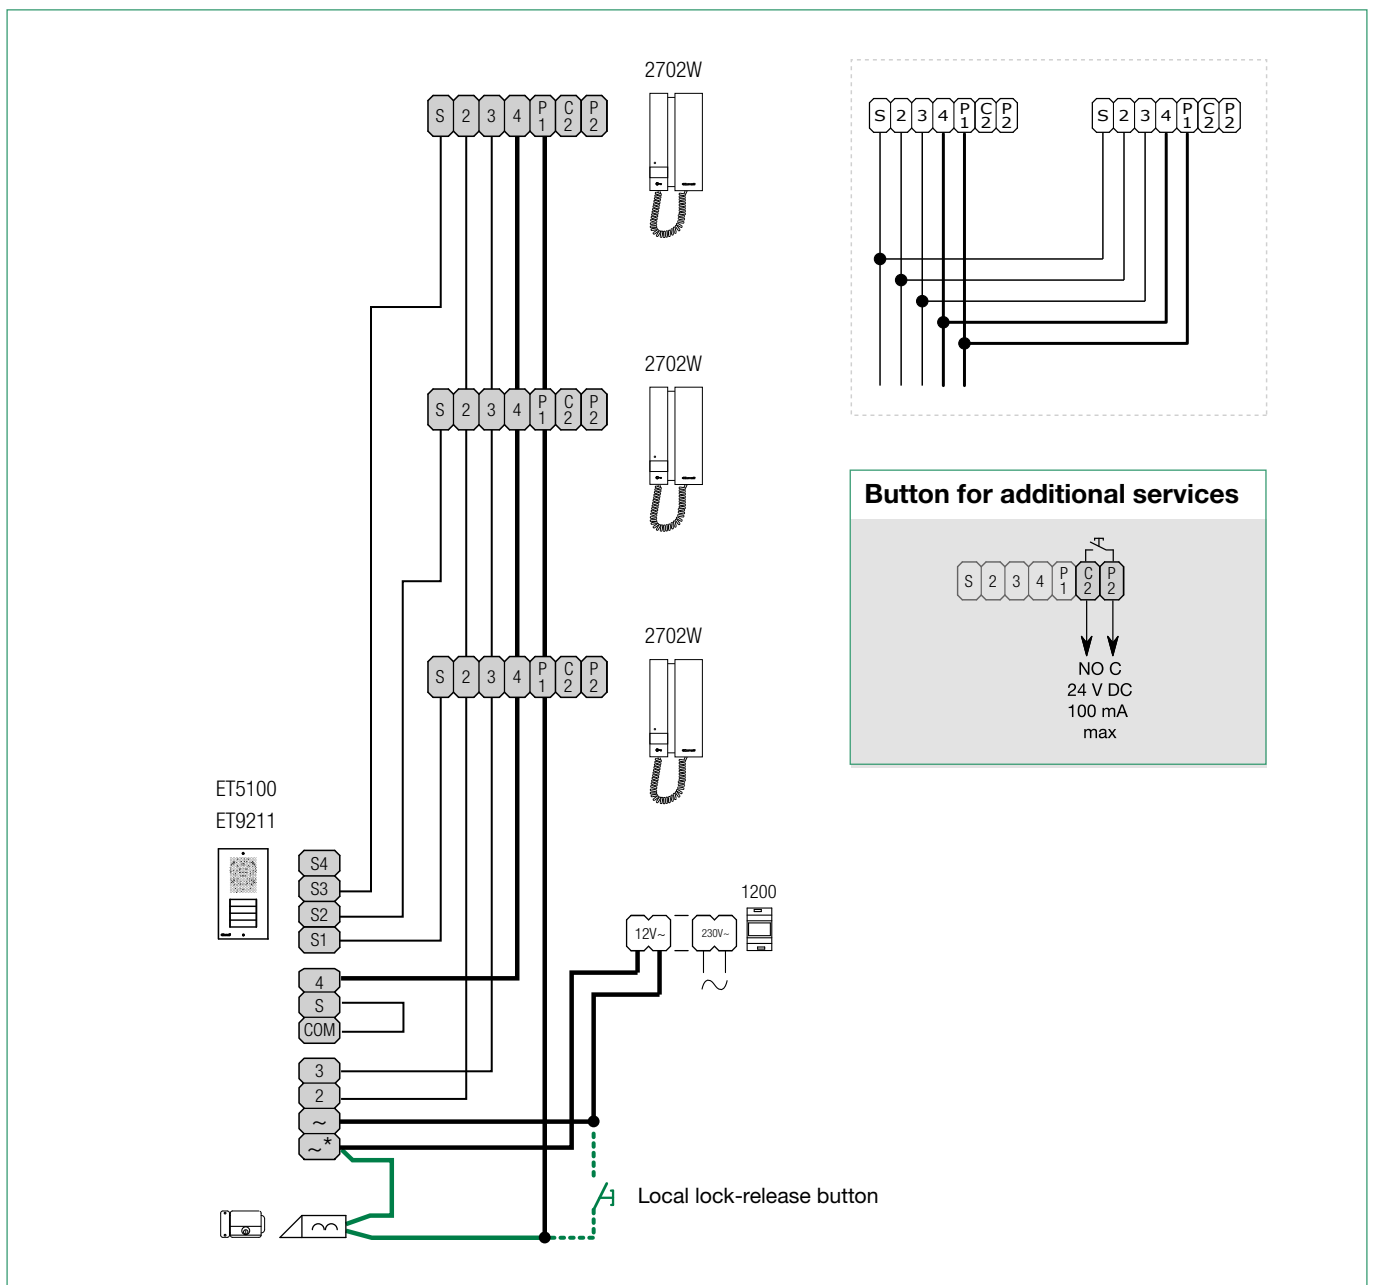 2702W
S 2 3 4 P1 C2 P2
S 2 3 4 P1 C2 P2
S 2 3 4 P1 C2 P2
2702W
S 2 3 4 P1 C2 P2
Button for additional services
S 2 3 4 P1 C2 P2
NO C
24 V DC
100 mA
max
2702W
S 2 3 4 P1 C2 P2
ET5100
ET9211
S4
S3
S2
S1
4
S
COM
3
2
~
~*
1200
12V~
230V~
Local lock-release button